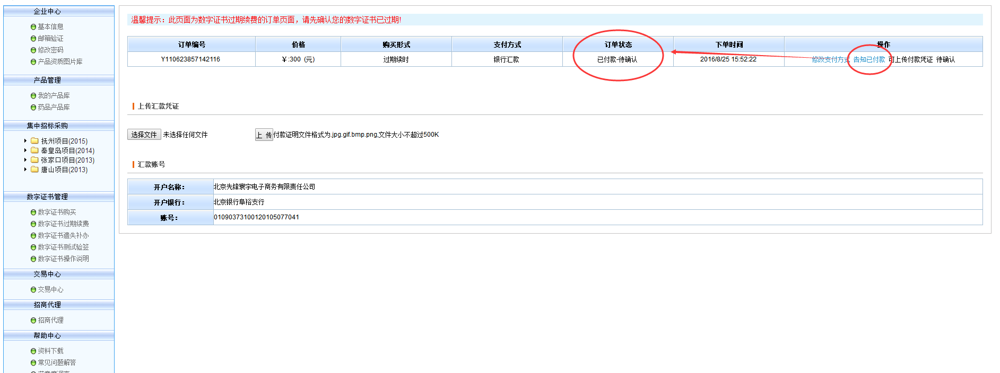 企业中心
基本信息
邮箱验证
修改密码
产品资质图片库
产品管理
我的产品库
药品产品库
集中招标采购
抚州项目(2015)
秦皇岛项目(2014)
张家口项目(2013)
唐山项目(2013)
数字证书管理
数字证书购买
数字证书过期续费
数字证书遗失补办
数字证书测试验签
数字证书操作说明
交易中心
交易中心
招商代理
招商代理
帮助中心
资料下载
常见问题解答
温馨提示：此页面为数字证书过期续费的订单页面，请先确认您的数字证书已过期!
订单编号 价格 购买形式 支付方式 订单状态 下单时间 操作
Y110623857142116 ￥:300 (元) 过期续时 银行汇款 已付款-待确认 2016/8/25 15:52:22 修改支付方式 告知已付款 可上传付款凭证 待确认
上传汇款凭证
选择文件 未选择任何文件 上 传 付款证明文件格式为.jpg.gif.bmp.png,文件大小不超过500K
汇款账号
开户名称： 北京先锋寰宇电子商务有限责任公司
开户银行： 北京银行阜裕支行
账号： 01090373100120105077041